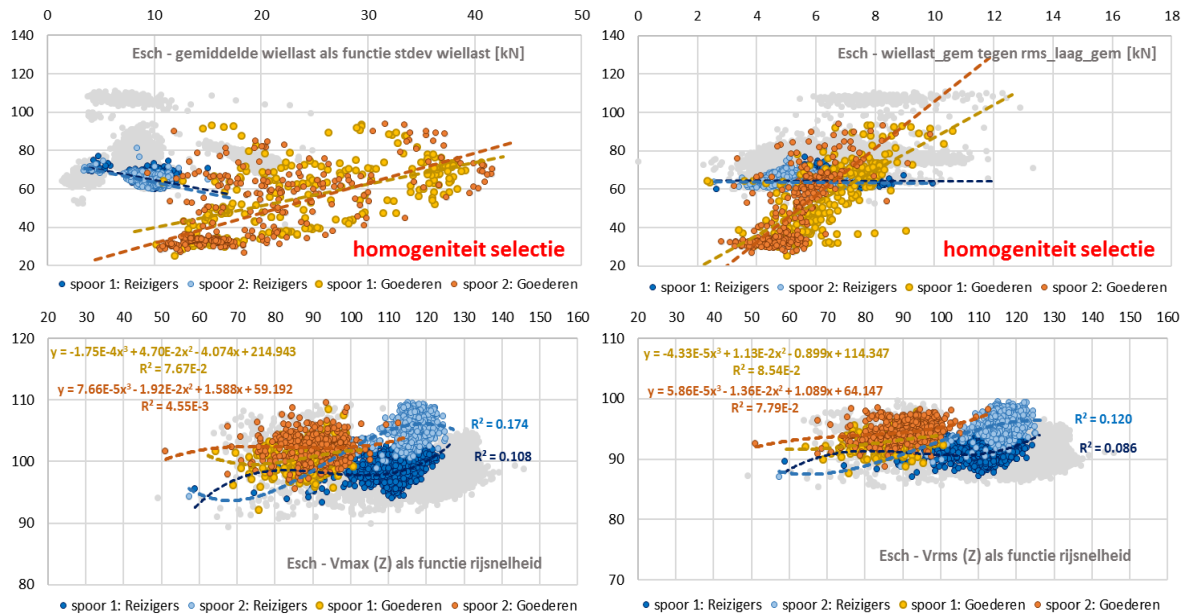 0 10 20 30 40 50
140
120
100
80
60
40
20
Esch - gemiddelde wiellast als functie stdev wiellast [kN]
homogeniteit selectie
spoor 1: Reizigers spoor 2: Reizigers spoor 1: Goederen spoor 2: Goederen
0 2 4 6 8 10 12 14 16 18
140
120
100
80
60
40
20
Esch - wiellast_gem tegen rms_laag_gem [kN]
homogeniteit selectie
spoor 1: Reizigers spoor 2: Reizigers spoor 1: Goederen spoor 2: Goederen
20 30 40 50 60 70 80 90 100 110 120 130 140 150 160
120
110
100
90
80
y = -1.75E-4x³ + 4.70E-2x² - 4.074x + 214.943
R² = 7.67E-2
y = 7.66E-5x³ - 1.92E-2x² + 1.588x + 59.192
R² = 4.55E-3
R² = 0.174
R² = 0.108
Esch - Vmax (Z) als functie rijsnelheid
spoor 1: Reizigers spoor 2: Reizigers spoor 1: Goederen spoor 2: Goederen
20 40 60 80 100 120 140 160
110
100
90
80
70
y = -4.33E-5x³ + 1.13E-2x² - 0.899x + 114.347
R² = 8.54E-2
y = 5.86E-5x³ - 1.36E-2x² + 1.089x + 64.147
R² = 7.79E-2
R² = 0.120
R² = 0.086
Esch - Vrms (Z) als functie rijsnelheid
spoor 1: Reizigers spoor 2: Reizigers spoor 1: Goederen spoor 2: Goederen